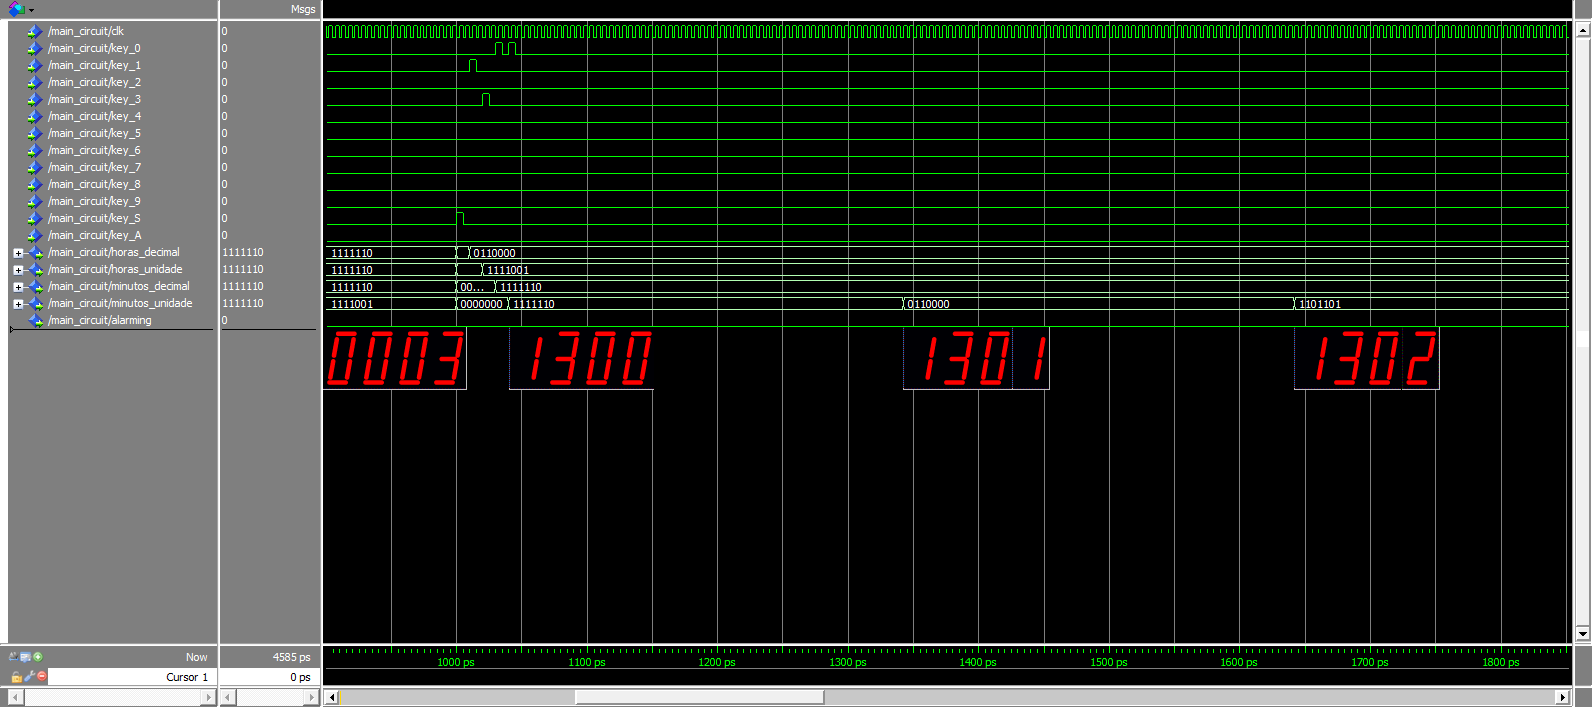 Msgs
/main_circuit/clk 0
/main_circuit/key_0 0
/main_circuit/key_1 0
/main_circuit/key_2 0
/main_circuit/key_3 0
/main_circuit/key_4 0
/main_circuit/key_5 0
/main_circuit/key_6 0
/main_circuit/key_7 0
/main_circuit/key_8 0
/main_circuit/key_9 0
/main_circuit/key_S 0
/main_circuit/key_A 0
/main_circuit/horas_decimal 1111110 1111110 0110000
/main_circuit/horas_unidade 1111110 1111110 1111001
/main_circuit/minutos_decimal 1111110 1111110 00... 1111110
/main_circuit/minutos_unidade 1111110 1111001 0000000 1111110 0110000 1101101
/main_circuit/alarming 0
0003 1300 1301 1302
Now 4585 ps 1000 ps 1100 ps 1200 ps 1300 ps 1400 ps 1500 ps 1600 ps 1700 ps 1800 ps
Cursor 1 0 ps